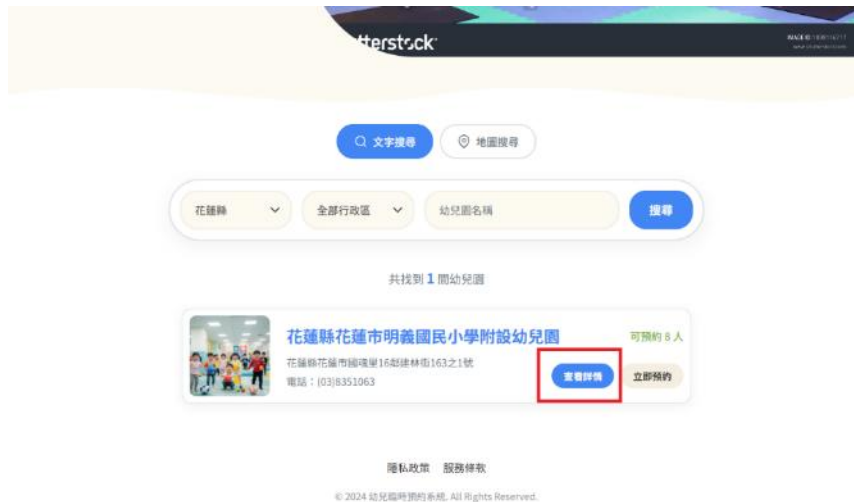 tterstock
文字搜尋
地圖搜尋
花蓮縣
全部行政區
幼兒園名稱
搜尋
共找到 1 間幼兒園
花蓮縣花蓮市明義國民小學附設幼兒園
可預約 8 人
花蓮縣花蓮市國魂里16鄰建林街163之1號
電話：(03)8351063
查看詳情
立即預約
隱私政策 服務條款
© 2024 幼兒臨時預約系統. All Rights Reserved.